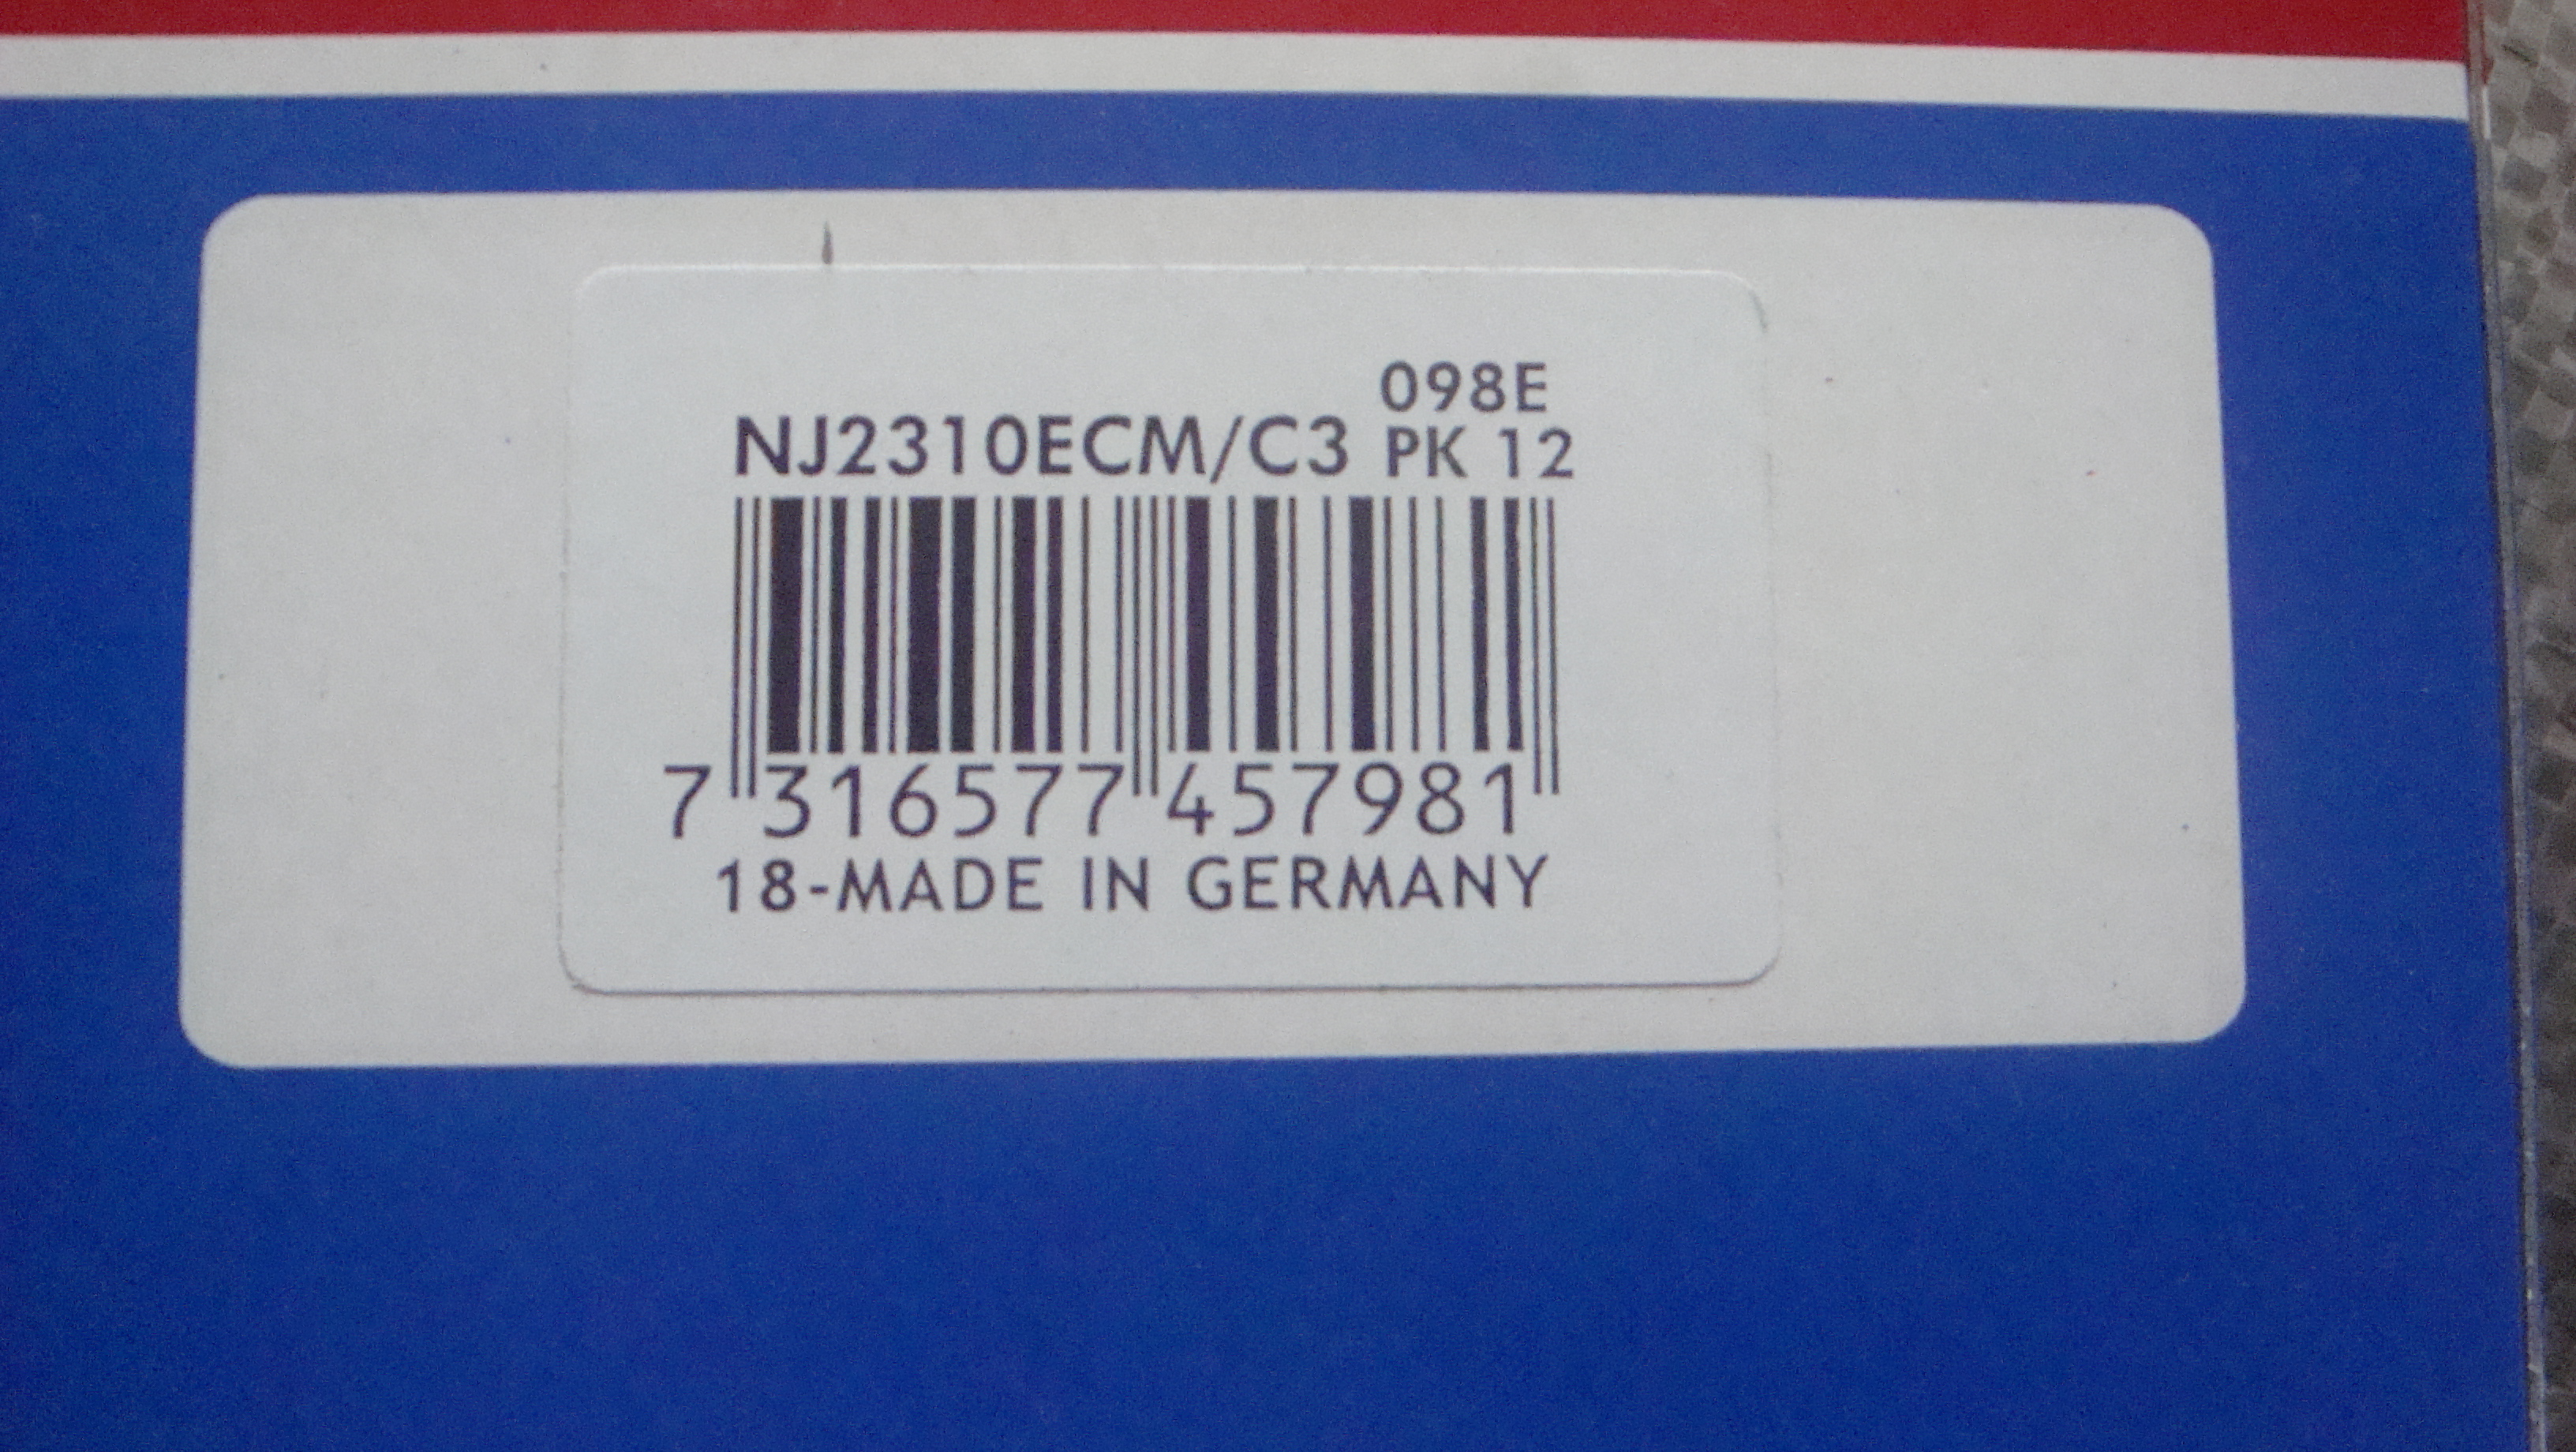 098E
NJ2310ECM/C3 PK 12
7 316577 457981
18-MADE IN GERMANY